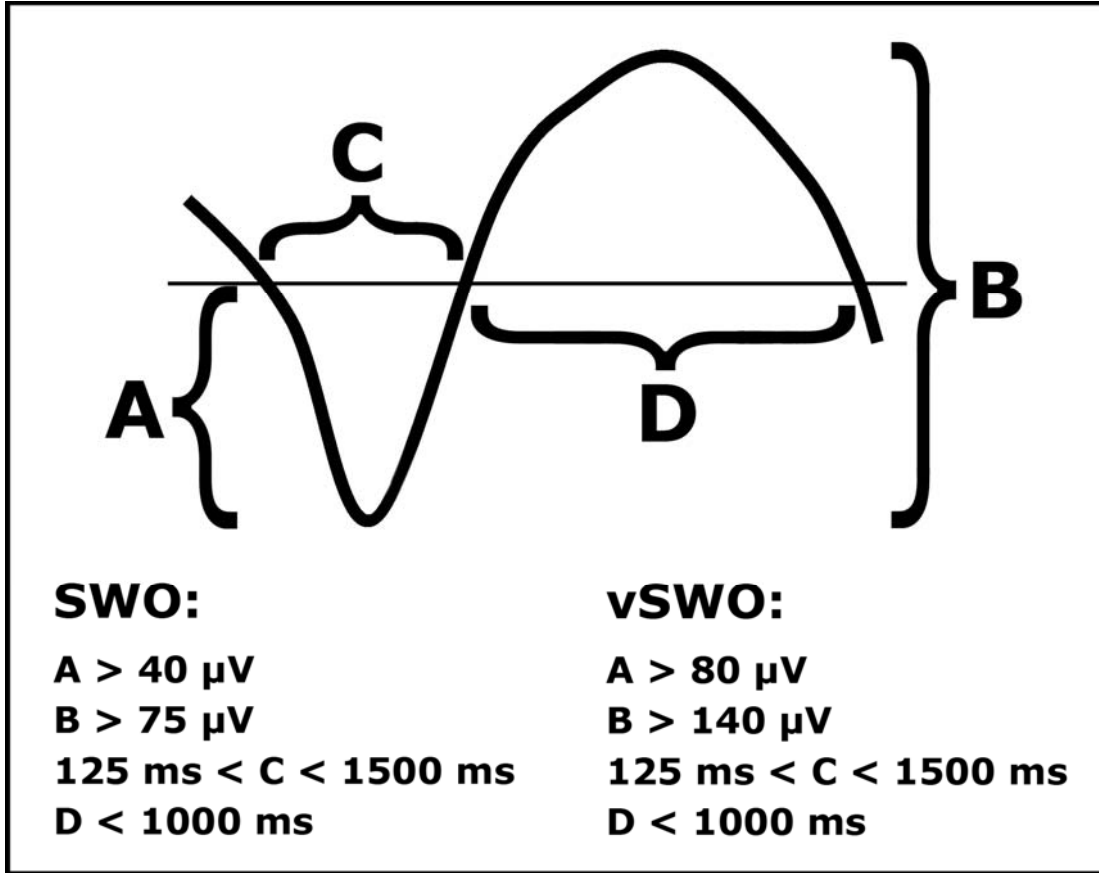 C
A
B
D
SWO:
A > 40 µV
B > 75 µV
125 ms < C < 1500 ms
D < 1000 ms
vSWO:
A > 80 µV
B > 140 µV
125 ms < C < 1500 ms
D < 1000 ms